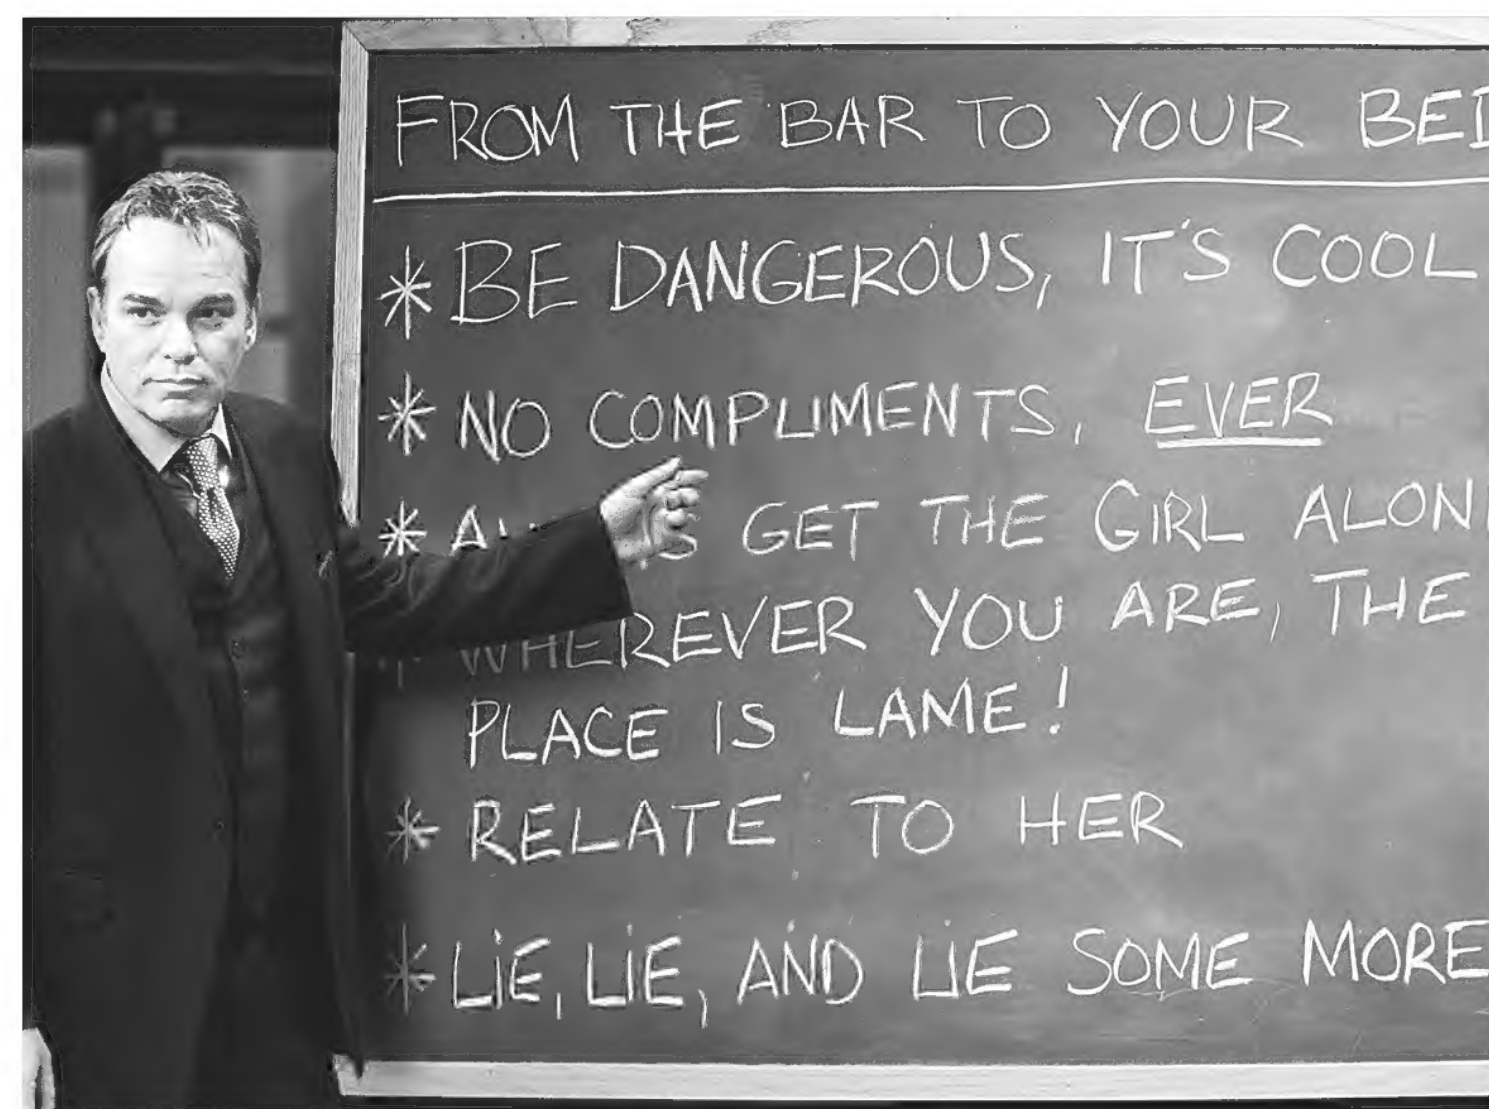 FROM THE BAR TO YOUR
* BE DANGEROUS, IT'S COOL
* NO COMPLIMENTS, EVER
* GET THE GIRL
* WHEREVER YOU ARE, THE
PLACE IS LAME!
* RELATE TO HER
* LIE, LIE, AND LIE SOME MORE